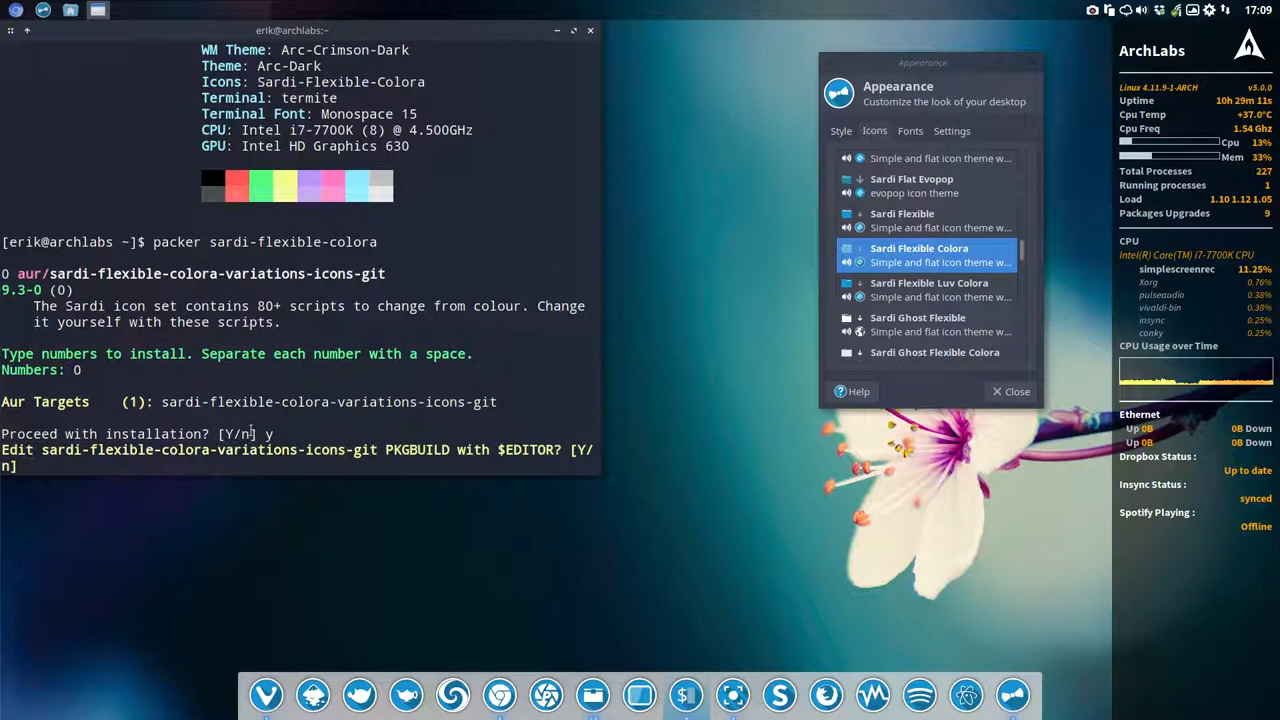 17:09
erik@archlabs:~
WM Theme: Arc-Crimson-Dark
Theme: Arc-Dark
Icons: Sardi-Flexible-Colora
Terminal: termite
Terminal Font: Monospace 15
CPU: Intel i7-7700K (8) @ 4.500GHz
GPU: Intel HD Graphics 630
[erik@archlabs ~]$ packer sardi-flexible-colora
0 aur/sardi-flexible-colora-variations-icons-git
9.3-0 (0)
The Sardi icon set contains 80+ scripts to change from colour. Change
it yourself with these scripts.
Type numbers to install. Separate each number with a space.
Numbers: 0
Aur Targets (1): sardi-flexible-colora-variations-icons-git
Proceed with installation? [Y/n] y
Edit sardi-flexible-colora-variations-icons-git PKGBUILD with $EDITOR? [Y/
n]
Appearance
Appearance
Customize the look of your desktop
Style Icons Fonts Settings
Simple and flat icon theme w...
Sardi Flat Evopop
evopop icon theme
Sardi Flexible
Simple and flat icon theme w...
Sardi Flexible Colora
Simple and flat icon theme w...
Sardi Flexible Luv Colora
Simple and flat icon theme w...
Sardi Ghost Flexible
Simple and flat icon theme w...
Sardi Ghost Flexible Colora
Help Close
ArchLabs
Linux 4.11.9-1-ARCH v5.0.0
Uptime 10h 29m 11s
Cpu Temp +37.0°C
Cpu Freq 1.54 Ghz
Cpu 13%
Mem 33%
Total Processes 227
Running processes 1
Load 1.10 1.12 1.05
Packages Upgrades 9
CPU
Intel(R) Core(TM) i7-7700K CPU
simplescreenrec 11.25%
Xorg 0.76%
pulseaudio 0.38%
vivaldi-bin 0.38%
insync 0.25%
conky 0.25%
CPU Usage over Time
Ethernet
Up 0B 0B Down
Up 0B 0B Down
Dropbox Status :
Up to date
Insync Status :
synced
Spotify Playing :
Offline